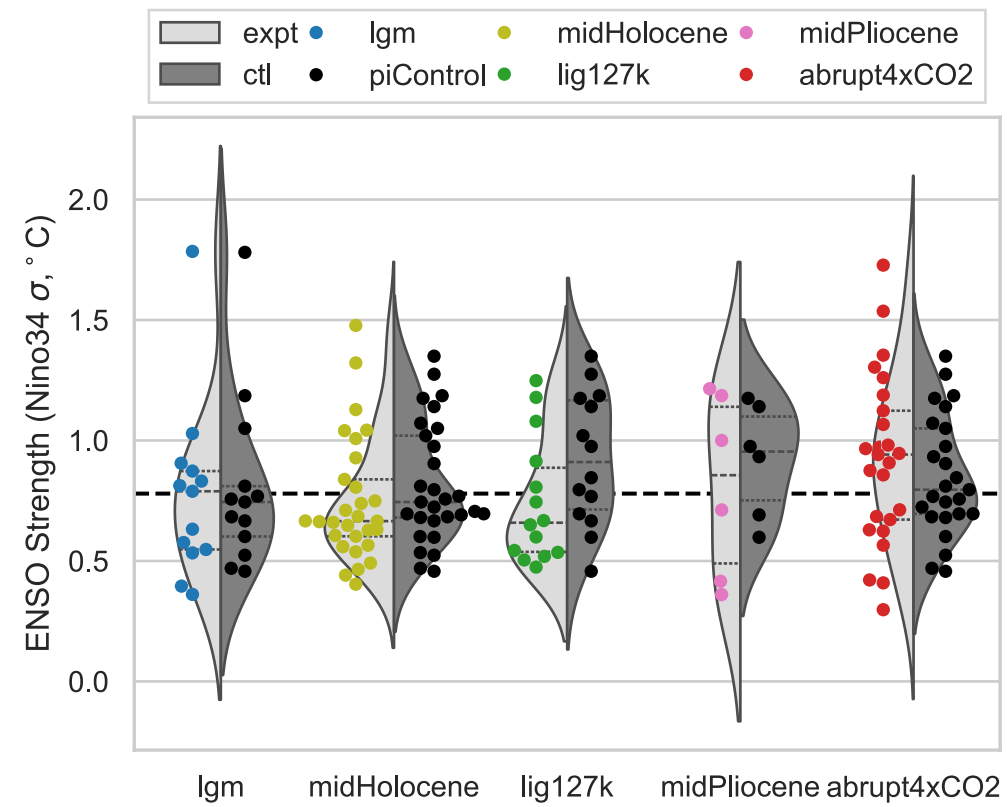 expt lgm midHolocene midPliocene
ctl piControl lig127k abrupt4xCO2
ENSO Strength (Nino34 σ, ° C)
2.0
1.5
1.0
0.5
0.0
lgm midHolocene lig127k midPliocene abrupt4xCO2